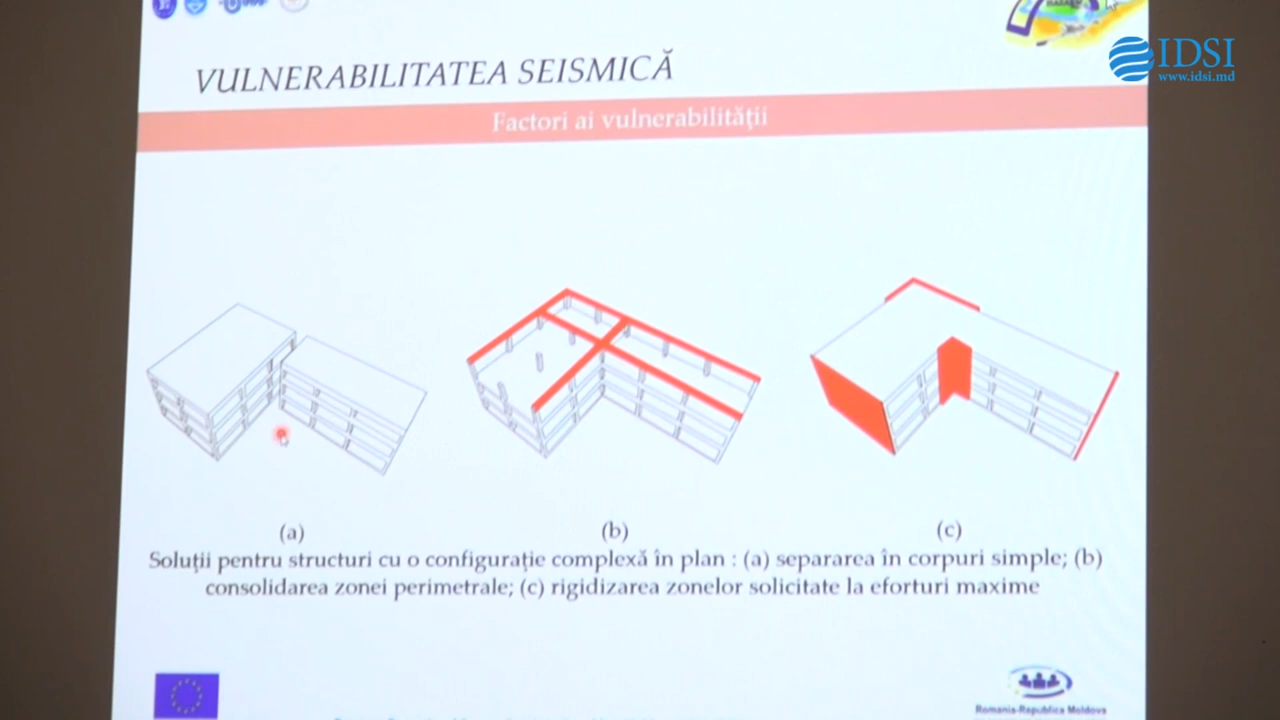 IDSI
www.idsi.md
VULNERABILITATEA SEISMICĂ
Factori ai vulnerabilității
(a) (b) (c)
Soluții pentru structuri cu o configurație complexă în plan : (a) separarea în corpuri simple; (b)
consolidarea zonei perimetrale; (c) rigidizarea zonelor solicitate la eforturi maxime
Romania-Republica Moldova